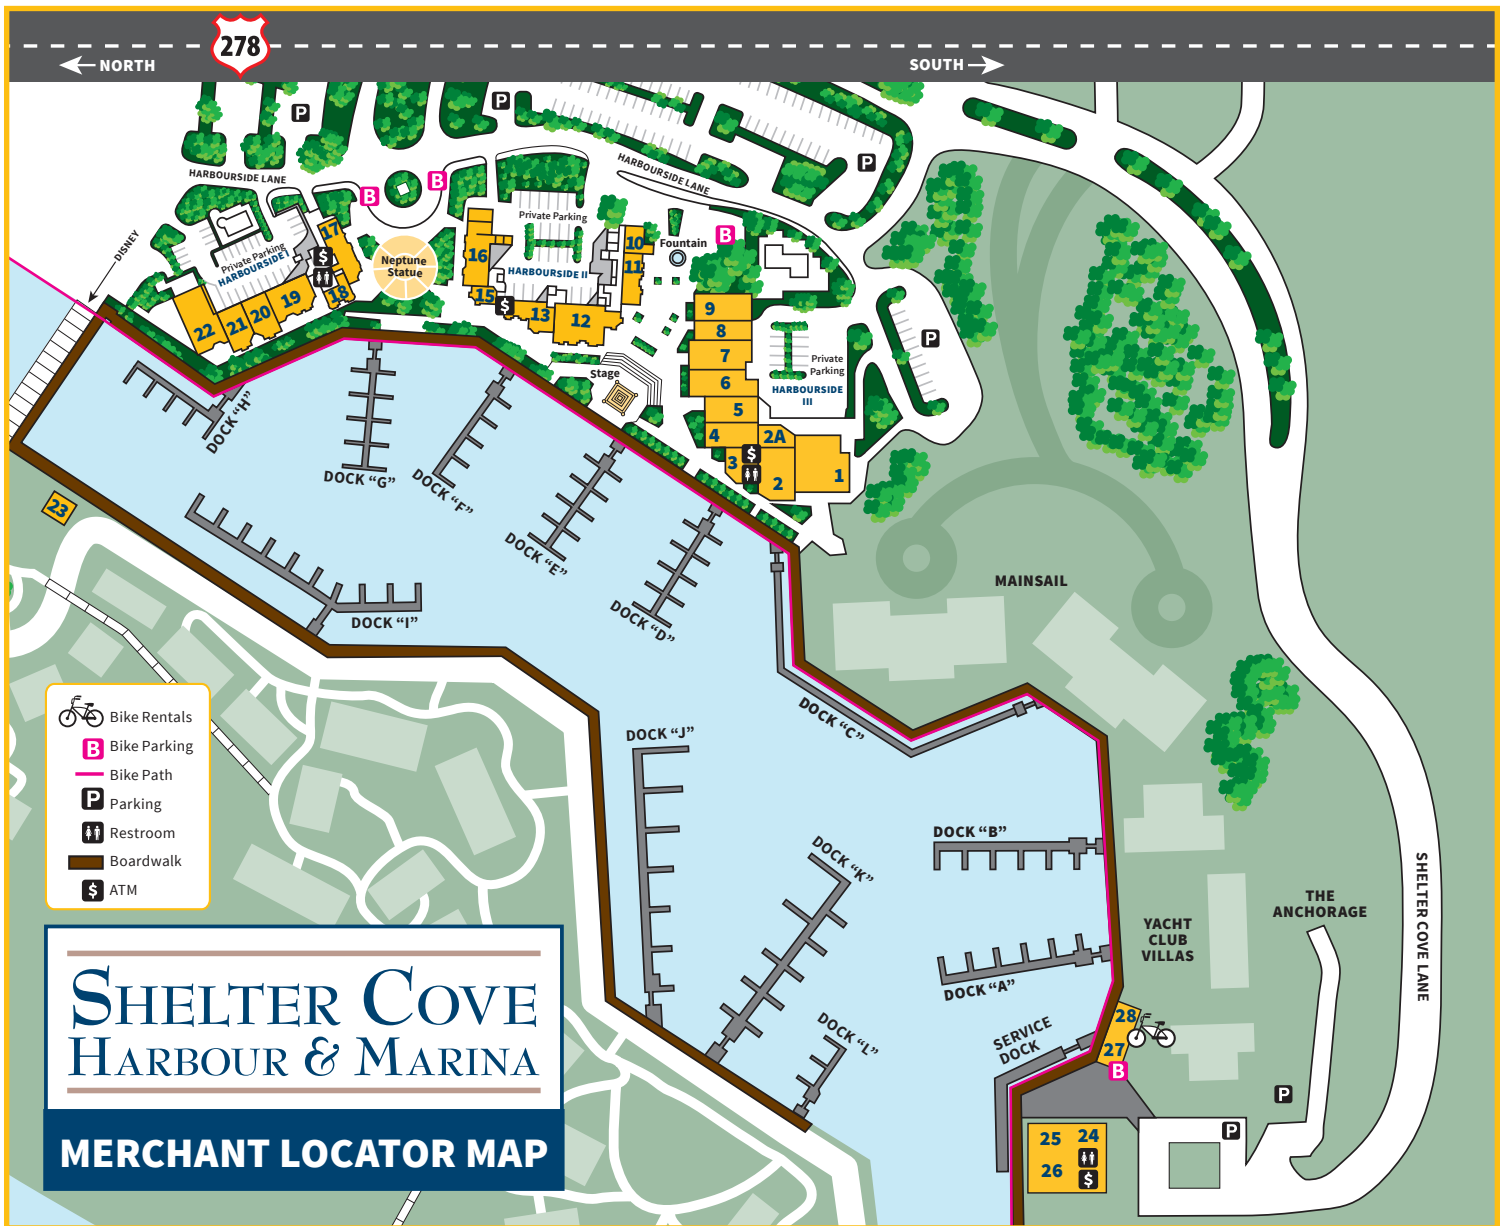 278
NORTH
SOUTH
P
P
P
HARBOURSIDE LANE
HARBOURSIDE LANE
B
B
B
DISNEY
Private Parking
HARBOURSIDE I
17
$
18
19
20
21
22
Neptune
Statue
Private Parking
HARBOURSIDE II
16
15
$
13
12
10
11
Fountain
Stage
9
8
7
6
5
4
3
$
2A
2
1
Private
Parking
HARBOURSIDE
III
P
DOCK “H”
DOCK “G”
DOCK “F”
DOCK “E”
DOCK “D”
23
DOCK “I”
MAINSAIL
DOCK “C”
DOCK “J”
DOCK “K”
DOCK “B”
DOCK “A”
DOCK “L”
SERVICE
DOCK
YACHT
CLUB
VILLAS
THE
ANCHORAGE
SHELTER COVE LANE
28
27
B
P
P
25
24
26
$
Bike Rentals
B Bike Parking
Bike Path
P Parking
Restroom
Boardwalk
$ ATM
SHELTER COVE
HARBOUR & MARINA
MERCHANT LOCATOR MAP